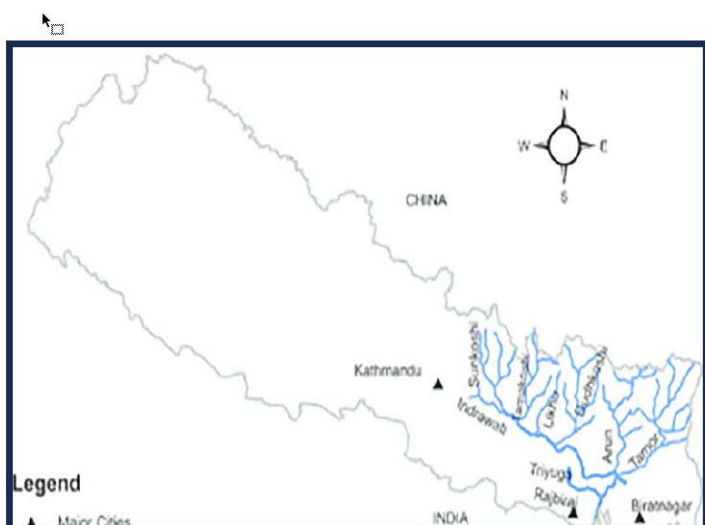 N
W E
S
CHINA
Sunkoshi
Tamakoshi
Likhu
Dudhkoshi
Kathmandu
Indrawati
Arun
Tamor
Triyuga
Rajbiraj
Biratnagar
INDIA
Legend
Major Cities